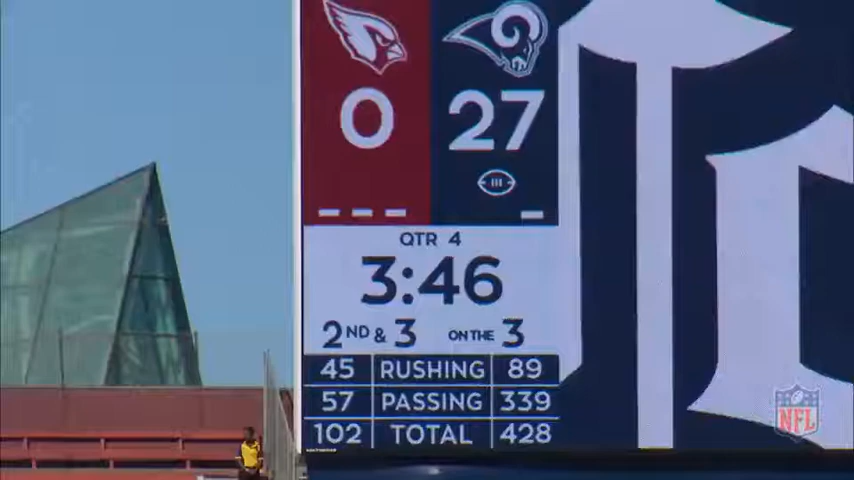 0 27
QTR 4
3:46
2ND & 3 ON THE 3
45 RUSHING 89
57 PASSING 339
102 TOTAL 428
NFL